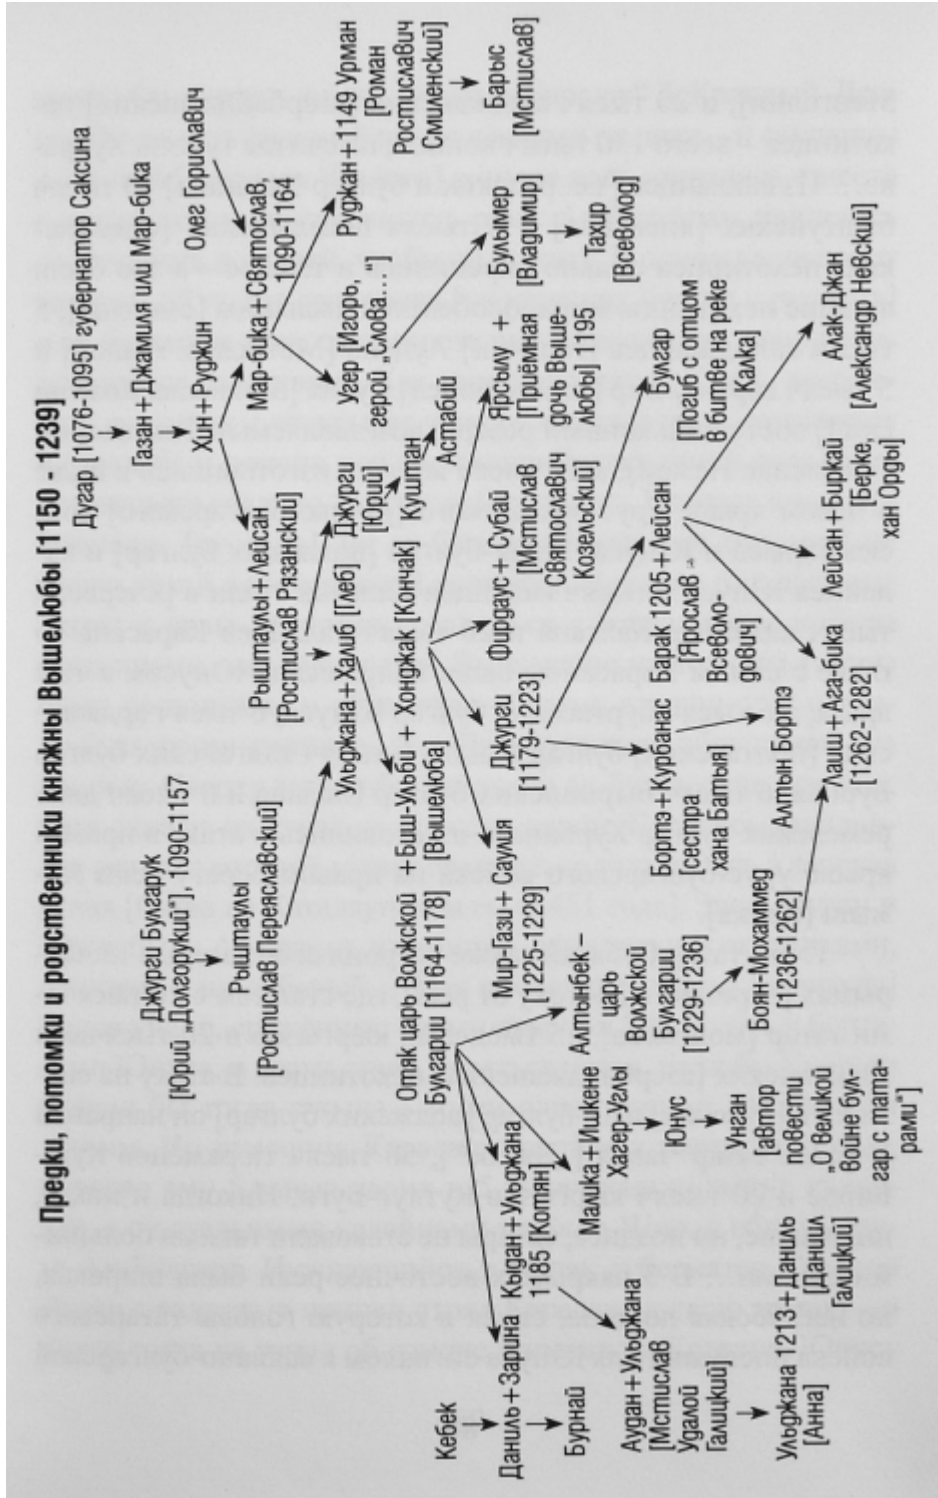 Предки, потомки и родственники княжны Вышелюбы [1150 - 1239]
Дугар [1076-1095] губернатор Саксина
Тазан+Джамиля или Мар-бика
Хин+Руджин
Олег Гориславич
Мар-бика+Святослав,
1090-1164
Джурги Булгарук
[Юрий „Долгорукий"], 1090-1157
Рыштаулы
[Ростислав Переяславский]
Рыштаулы+Лейсан
[Ростислав Рязанский]
Угер [Игорь,
герой „Слова..."]
Руджан+1149 Урман
[Роман
Ростиславич
Смшленский]
Барыс
[Мстислав]
Ульджана+Халиб [Глеб]
Джурги
[Юрий]
Куштан
Астабий
Отяк царь Волжской
Булгарии [1164-1178]
+Быш-Ульби
[Вышелюба]
+ Хонджак [Кончак]
Кебек
Даниль+Зарина
Бурнай
Кыдан+Ульджана
1185 [Котян]
Аудан+Ульджана
[Мстислав
Удалой
Галицкий]
Ульджана 1213+Даниль
[Анна]
[Даниил
Галицкий]
Малика+Ишкене
Хаггер-Углы
Юнус
Унган
[автор
повести
„О Великой
войне бул-
ггар с тата-
рами"]
Алтынбек–
царь
Волжской
Булгарии
[1229-1236]
Боян-Мохаммед
[1236-1262]
Мир-Гази+Саулия
[1225-1229]
Джурги
[1179-1223]
Фирдаус+Субай
[Мстислав
Святославич
Козельский]
Ярсылу + Булымер
[Приёмная
дочь Выше-
любы] 1195
[Владимир]
Тахир
[Всеволод]
Бортэ+Курбанас
[сестра
хана Батыя]
Барак 1205+Лейсан
[Ярослав
Всеволо-
дович]
Булгар
[Погиб с отцом
в битве на реке
Калка]
Алтын Бортэ
Лаиш+Ага-бика
[1262-1282]
Лейсан+Биркай
[Берке,
хан Орды]
Алак-Джан
[Александр Невский]